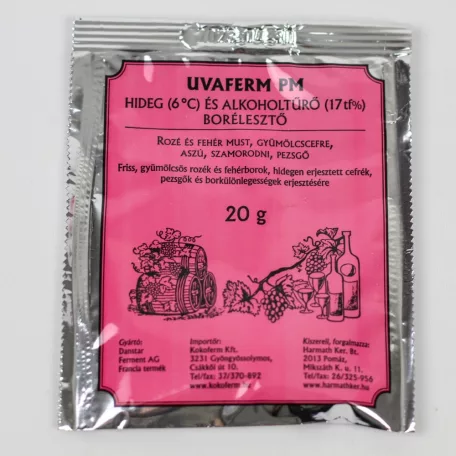 UVAFERM PM
HIDEG (6°C) ÉS ALKOHOLTŰRŐ (17tf%)
BORÉLESZTŐ
ROZÉ ÉS FEHÉR MUST, GYÜMÖLCSCEFRE,
ASZÚ, SZAMORODNI, PEZSGŐ
Friss, gyümölcsös rozék és fehérborok, hidegen erjesztett cefrék,
pezsgők és borkülönlegességek erjesztésére
20 g
Gyártó:
Danstar
Ferment AG
Francia termék
Importőr:
Kokoferm Kft.
3231 Gyöngyössolymos,
Csákkői út 10.
Tel/fax: 37/370-892
www.kokoferm.hu
Kiszereli, forgalmazza:
Harmath Ker. Bt.
2013 Pomáz,
Mikszáth K. u. 11.
Tel/fax: 26/325-956
www.harmathker.hu